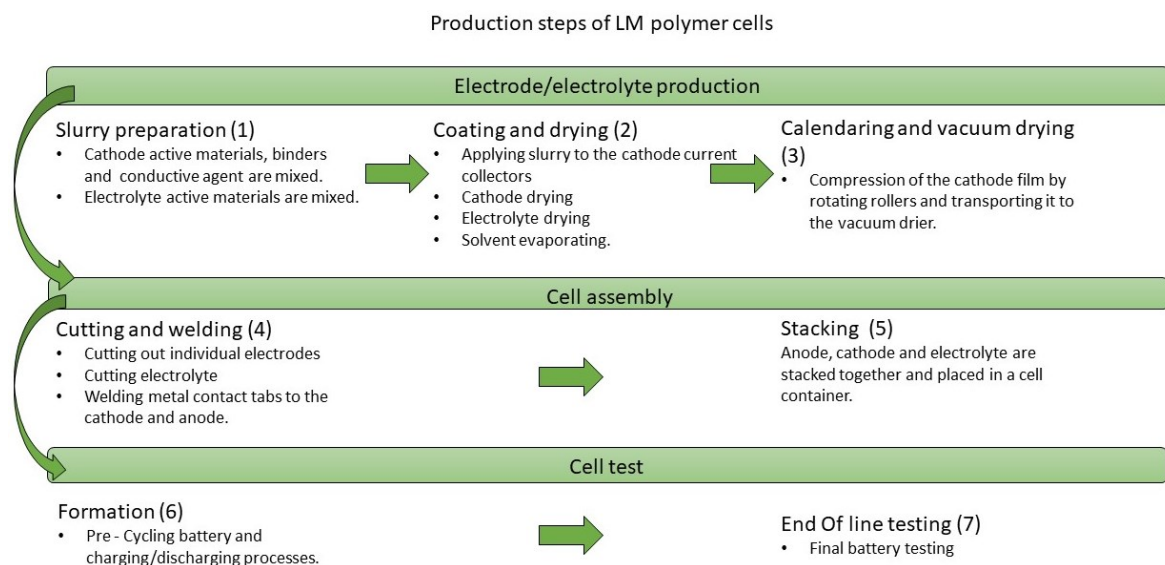 Production steps of LM polymer cells
Electrode/electrolyte production
Slurry preparation (1)
• Cathode active materials, binders
and conductive agent are mixed.
• Electrolyte active materials are mixed.
Coating and drying (2)
• Applying slurry to the cathode current
collectors
• Cathode drying
• Electrolyte drying
• Solvent evaporating.
Calendaring and vacuum drying
(3)
• Compression of the cathode film by
rotating rollers and transporting it to
the vacuum drier.
Cell assembly
Cutting and welding (4)
• Cutting out individual electrodes
• Cutting electrolyte
• Welding metal contact tabs to the
cathode and anode.
Stacking (5)
Anode, cathode and electrolyte are
stacked together and placed in a cell
container.
Cell test
Formation (6)
• Pre - Cycling battery and
charging/discharging processes.
End Of line testing (7)
• Final battery testing